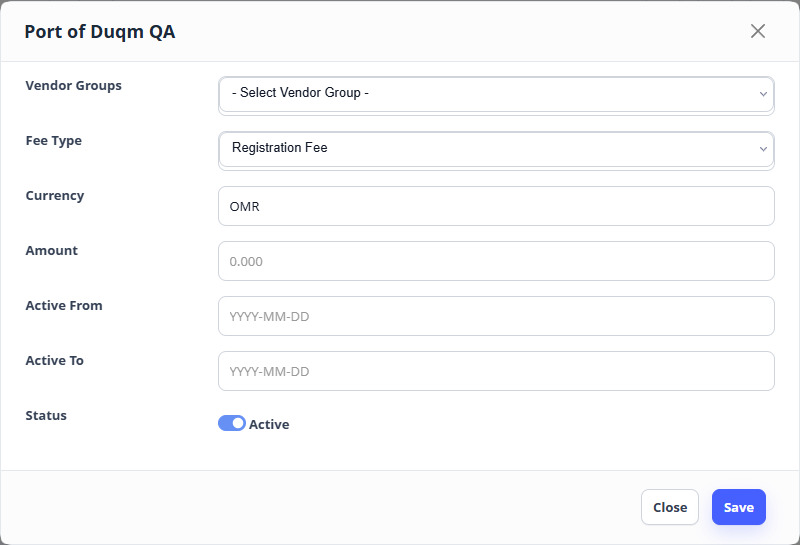 Port of Duqm QA
Vendor Groups
- Select Vendor Group -
Fee Type
Registration Fee
Currency
OMR
Amount
0.000
Active From
YYYY-MM-DD
Active To
YYYY-MM-DD
Status
Active
Close
Save